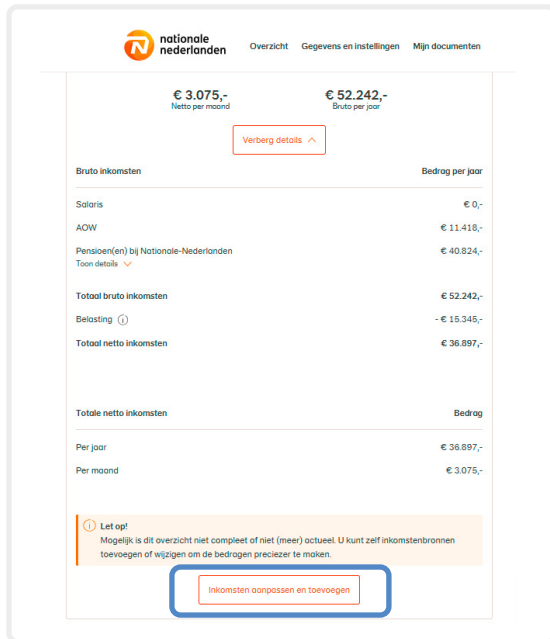 nationale
nederlanden
Overzicht Gegevens en instellingen Mijn documenten
€ 3.075,- € 52.242,-
Netto per maand Bruto per jaar
Verberg details
Bruto inkomsten Bedrag per jaar
Salaris € 0,-
AOW € 11.418,-
Pensioen(en) bij Nationale-Nederlanden € 40.824,-
Toon details
Totaal bruto inkomsten € 52.242,-
Belasting - € 15.345,-
Totaal netto inkomsten € 36.897,-
Totale netto inkomsten Bedrag
Per jaar € 36.897,-
Per maand € 3.075,-
Let op!
Mogelijk is dit overzicht niet compleet of niet (meer) actueel. U kunt zelf inkomstenbronnen
toevoegen of wijzigen om de bedragen preciezer te maken.
Inkomsten aanpassen en toevoegen